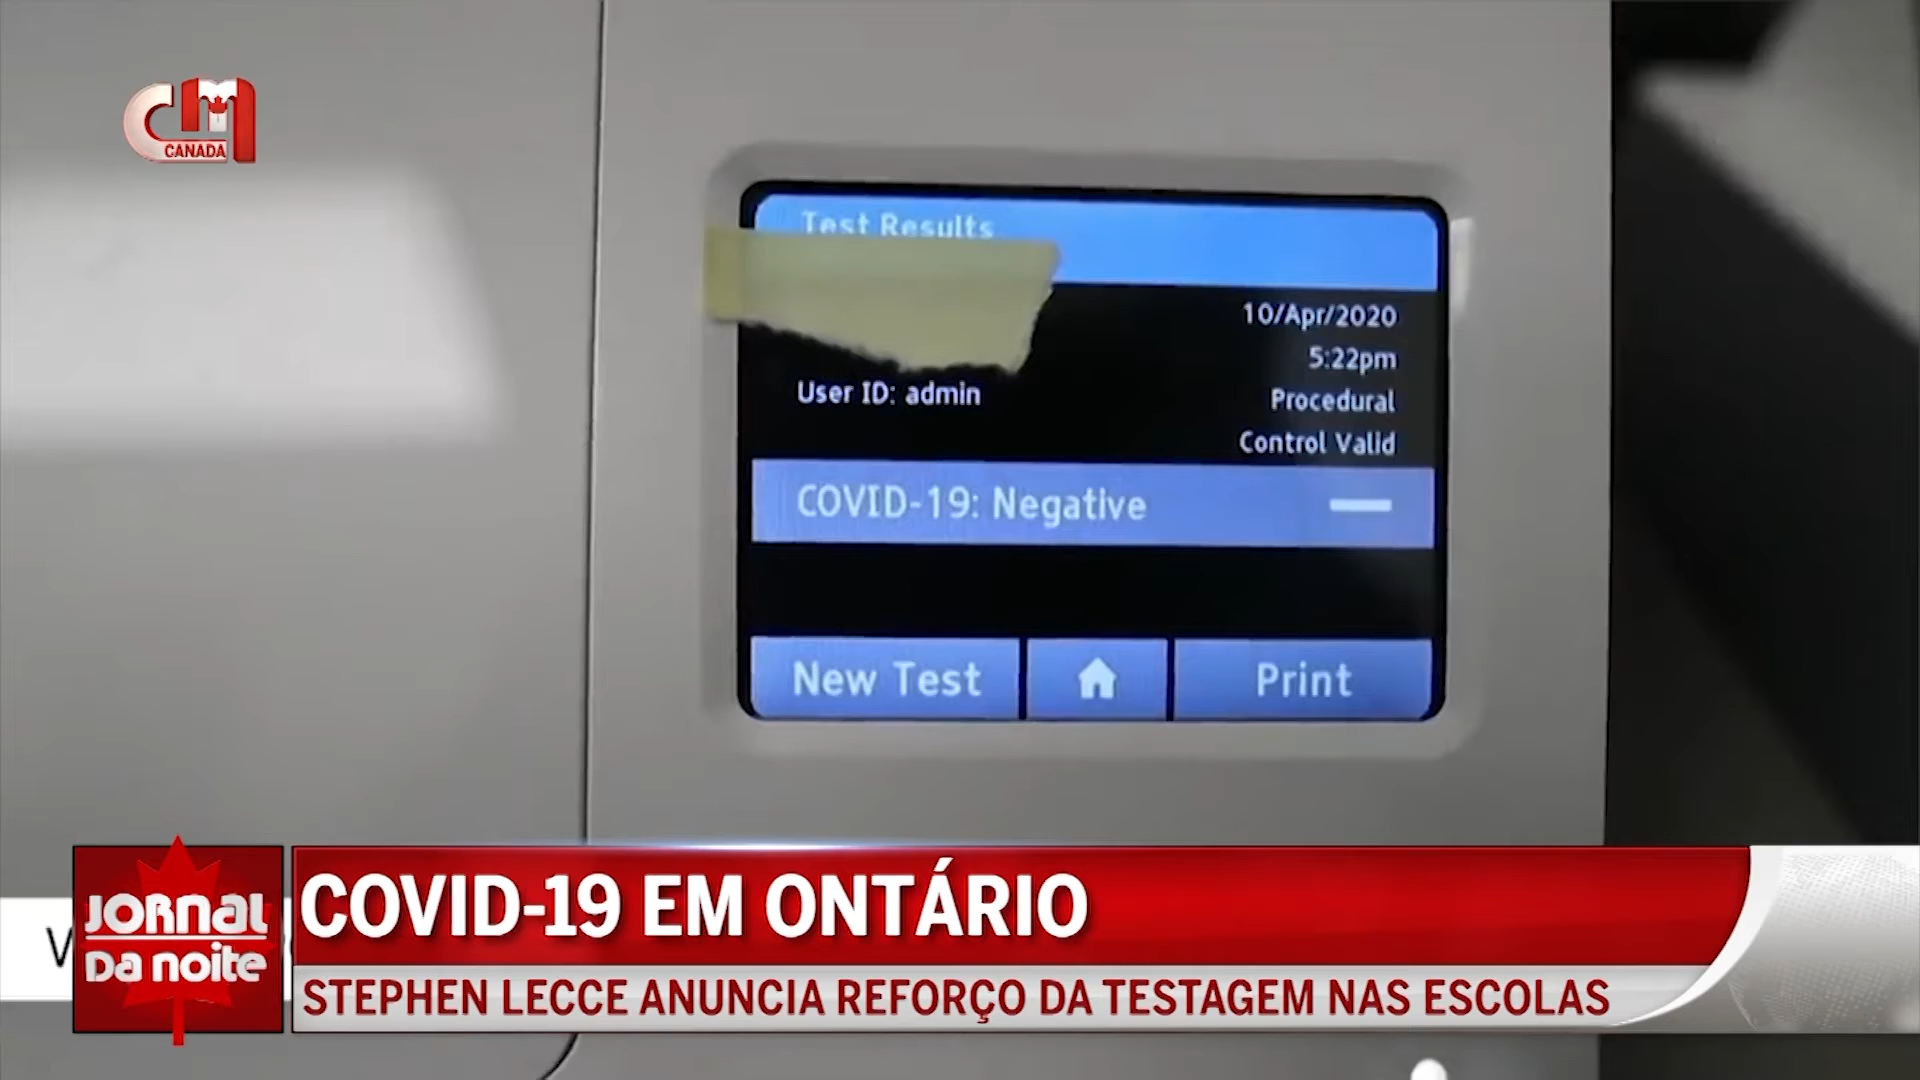 CM
CANADA
Test Results
10/Apr/2020
5:22pm
User ID: admin
Procedural
Control Valid
COVID-19: Negative
New Test
Print
JORNAL
DA NOITE
COVID-19 EM ONTÁRIO
STEPHEN LECCE ANUNCIA REFORÇO DA TESTAGEM NAS ESCOLAS